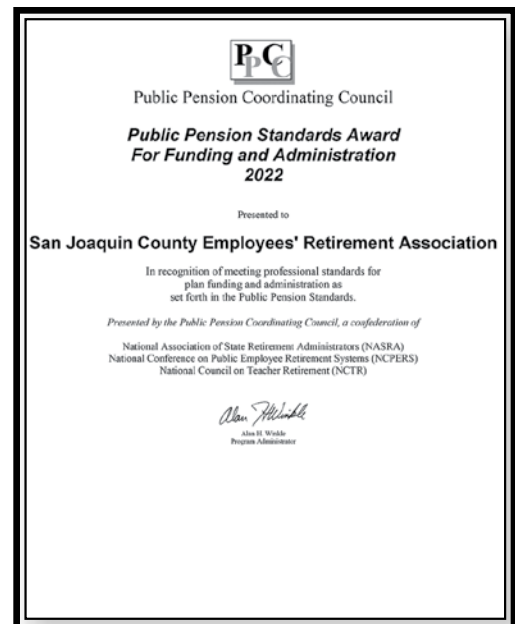 PPCC
Public Pension Coordinating Council
Public Pension Standards Award
For Funding and Administration
2022
Presented to
San Joaquin County Employees' Retirement Association
In recognition of meeting professional standards for
plan funding and administration as
set forth in the Public Pension Standards.
Presented by the Public Pension Coordinating Council, a confederation of
National Association of State Retirement Administrators (NASRA)
National Conference on Public Employee Retirement Systems (NCPERS)
National Council on Teacher Retirement (NCTR)
Alan H. Winkle
Alan H. Winkle
Program Administrator